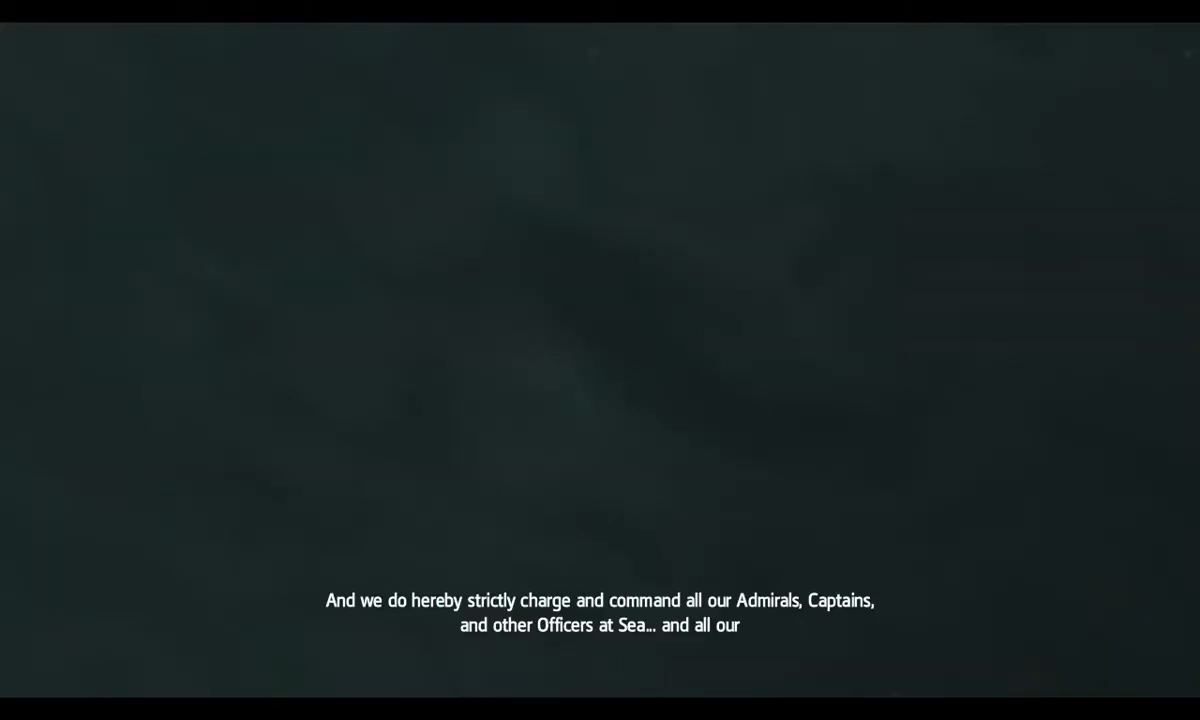 And we do hereby strictly charge and command all our Admirals, Captains,
and other Officers at Sea... and all our